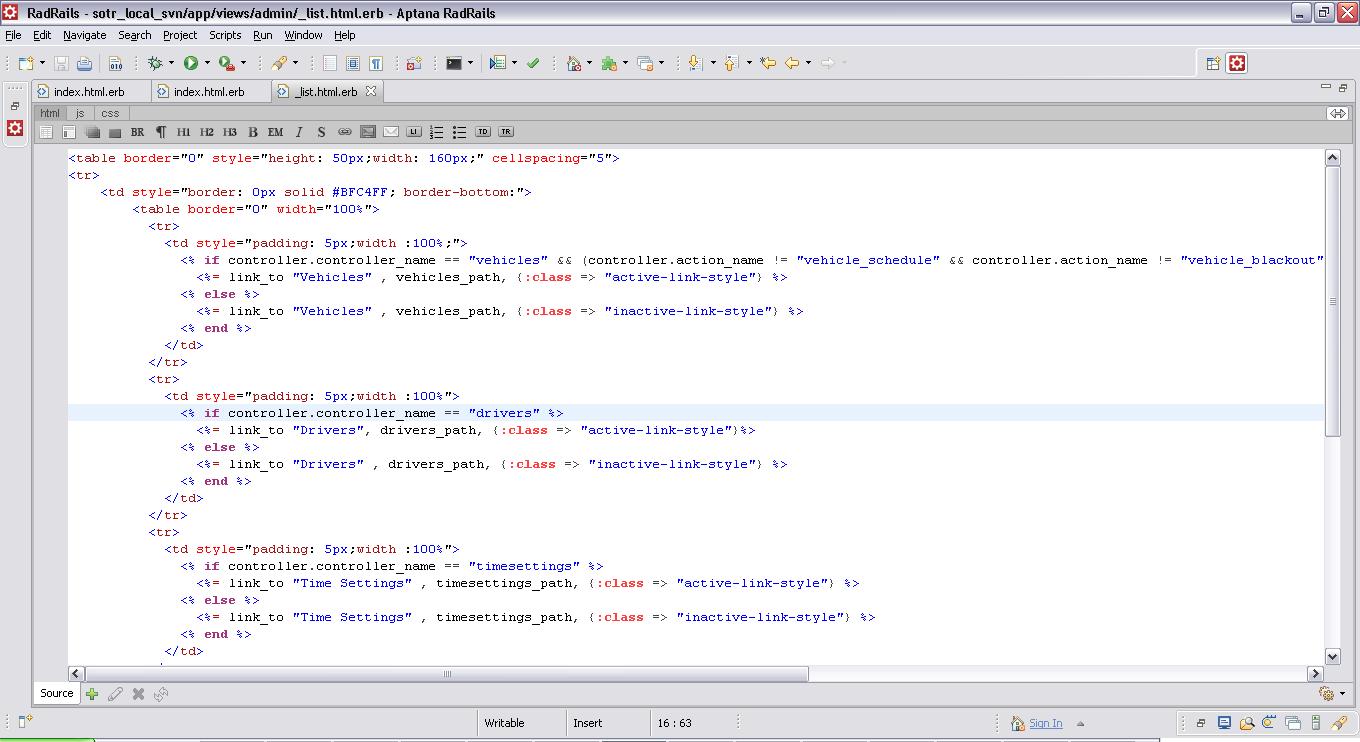 RadRails - sotr_local_svn/app/views/admin/_list.html.erb - Aptana RadRails
File Edit Navigate Search Project Scripts Run Window Help
index.html.erb index.html.erb _list.html.erb
html js css
BR ¶ H1 H2 H3 B EM I S LI TD TR
<table border="0" style="height: 50px;width: 160px;" cellspacing="5">
<tr>
<td style="border: 0px solid #BFC4FF; border-bottom:">
<table border="0" width="100%">
<tr>
<td style="padding: 5px;width :100%;">
<% if controller.controller_name == "vehicles" && (controller.action_name != "vehicle_schedule" && controller.action_name != "vehicle_blackout"
<%= link_to "Vehicles" , vehicles_path, {:class => "active-link-style"} %>
<% else %>
<%= link_to "Vehicles" , vehicles_path, {:class => "inactive-link-style"} %>
<% end %>
</td>
</tr>
<tr>
<td style="padding: 5px;width :100%">
<% if controller.controller_name == "drivers" %>
<%= link_to "Drivers", drivers_path, {:class => "active-link-style"}%>
<% else %>
<%= link_to "Drivers" , drivers_path, {:class => "inactive-link-style"} %>
<% end %>
</td>
</tr>
<tr>
<td style="padding: 5px;width :100%">
<% if controller.controller_name == "timesettings" %>
<%= link_to "Time Settings" , timesettings_path, {:class => "active-link-style"} %>
<% else %>
<%= link_to "Time Settings" , timesettings_path, {:class => "inactive-link-style"} %>
<% end %>
</td>
Source
Writable Insert 16 : 63 Sign In